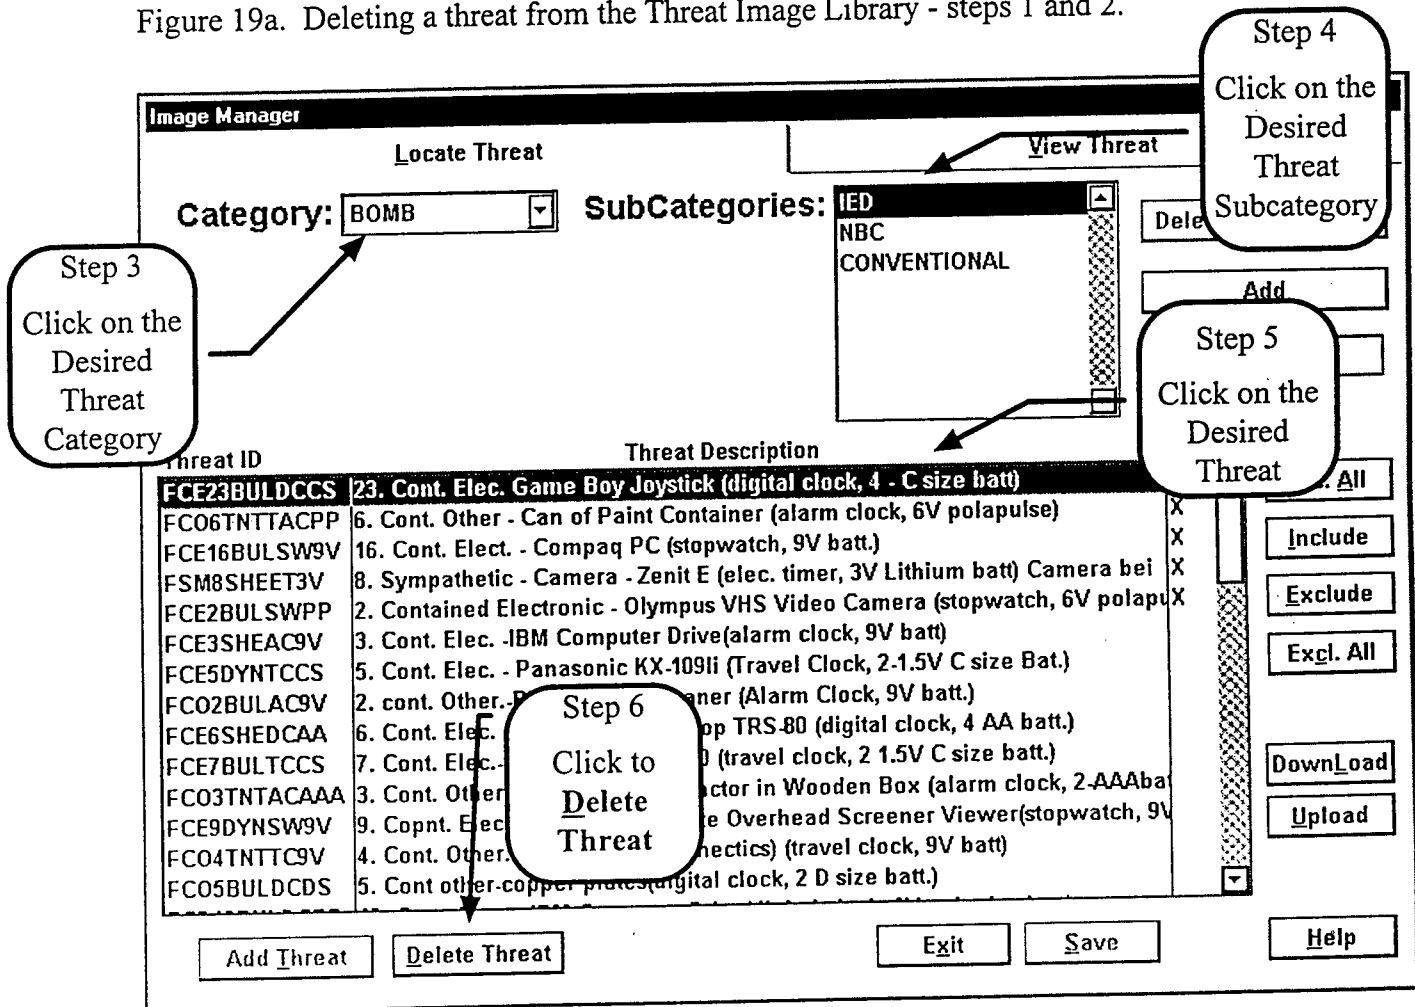 Figure 19a. Deleting a threat from the Threat Image Library - steps 1 and 2.
Step 4
Click on the
Desired
Threat
Subcategory
Image Manager
Locate Threat
View Threat
Category: BOMB
SubCategories:
IED
NBC
CONVENTIONAL
Dele
Add
Step 3
Click on the
Desired
Threat
Category
Step 5
Click on the
Desired
Threat
Threat ID
Threat Description
FCE23BULDCCS 23. Cont. Elec. Game Boy Joystick (digital clock, 4 - C size batt)
FCO6TNTTACPP 6. Cont. Other - Can of Paint Container (alarm clock, 6V polapulse) X
FCE16BULSW9V 16. Cont. Elect. - Compaq PC (stopwatch, 9V batt.) X
FSM8SHEET3V 8. Sympathetic - Camera - Zenit E (elec. timer, 3V Lithium batt) Camera bei X
FCE2BULSWPP 2. Contained Electronic - Olympus VHS Video Camera (stopwatch, 6V polapu X
FCE3SHEAC9V 3. Cont. Elec. -IBM Computer Drive(alarm clock, 9V batt)
FCE5DYNTCCS 5. Cont. Elec. - Panasonic KX-109li (Travel Clock, 2-1.5V C size Bat.)
FCO2BULAC9V 2. cont. Other.- aner (Alarm Clock, 9V batt.)
FCE6SHEDCAA 6. Cont. Elec. op TRS-80 (digital clock, 4 AA batt.)
FCE7BULTCCS 7. Cont. Elec.- (travel clock, 2 1.5V C size batt.)
FCO3TNTACAAA 3. Cont. Other ctor in Wooden Box (alarm clock, 2-AAAbat
FCE9DYNSW9V 9. Copnt. Elec e Overhead Screener Viewer(stopwatch, 9V
FCO4TNTTC9V 4. Cont. Other. nectics) (travel clock, 9V batt)
FCO5BULDCDS 5. Cont other-copper plates(digital clock, 2 D size batt.)
Step 6
Click to
Delete
Threat
. All
Include
Exclude
Excl. All
DownLoad
Upload
Add Threat
Delete Threat
Exit
Save
Help